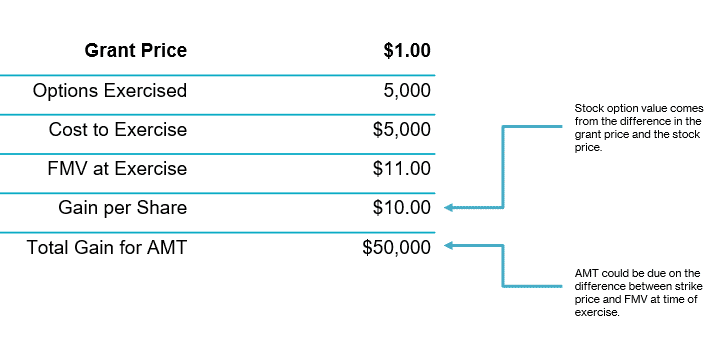 Grant Price $1.00
Options Exercised 5,000
Cost to Exercise $5,000
FMV at Exercise $11.00
Gain per Share $10.00
Total Gain for AMT $50,000
Stock option value comes
from the difference in the
grant price and the stock
price.
AMT could be due on the
difference between strike
price and FMV at time of
exercise.